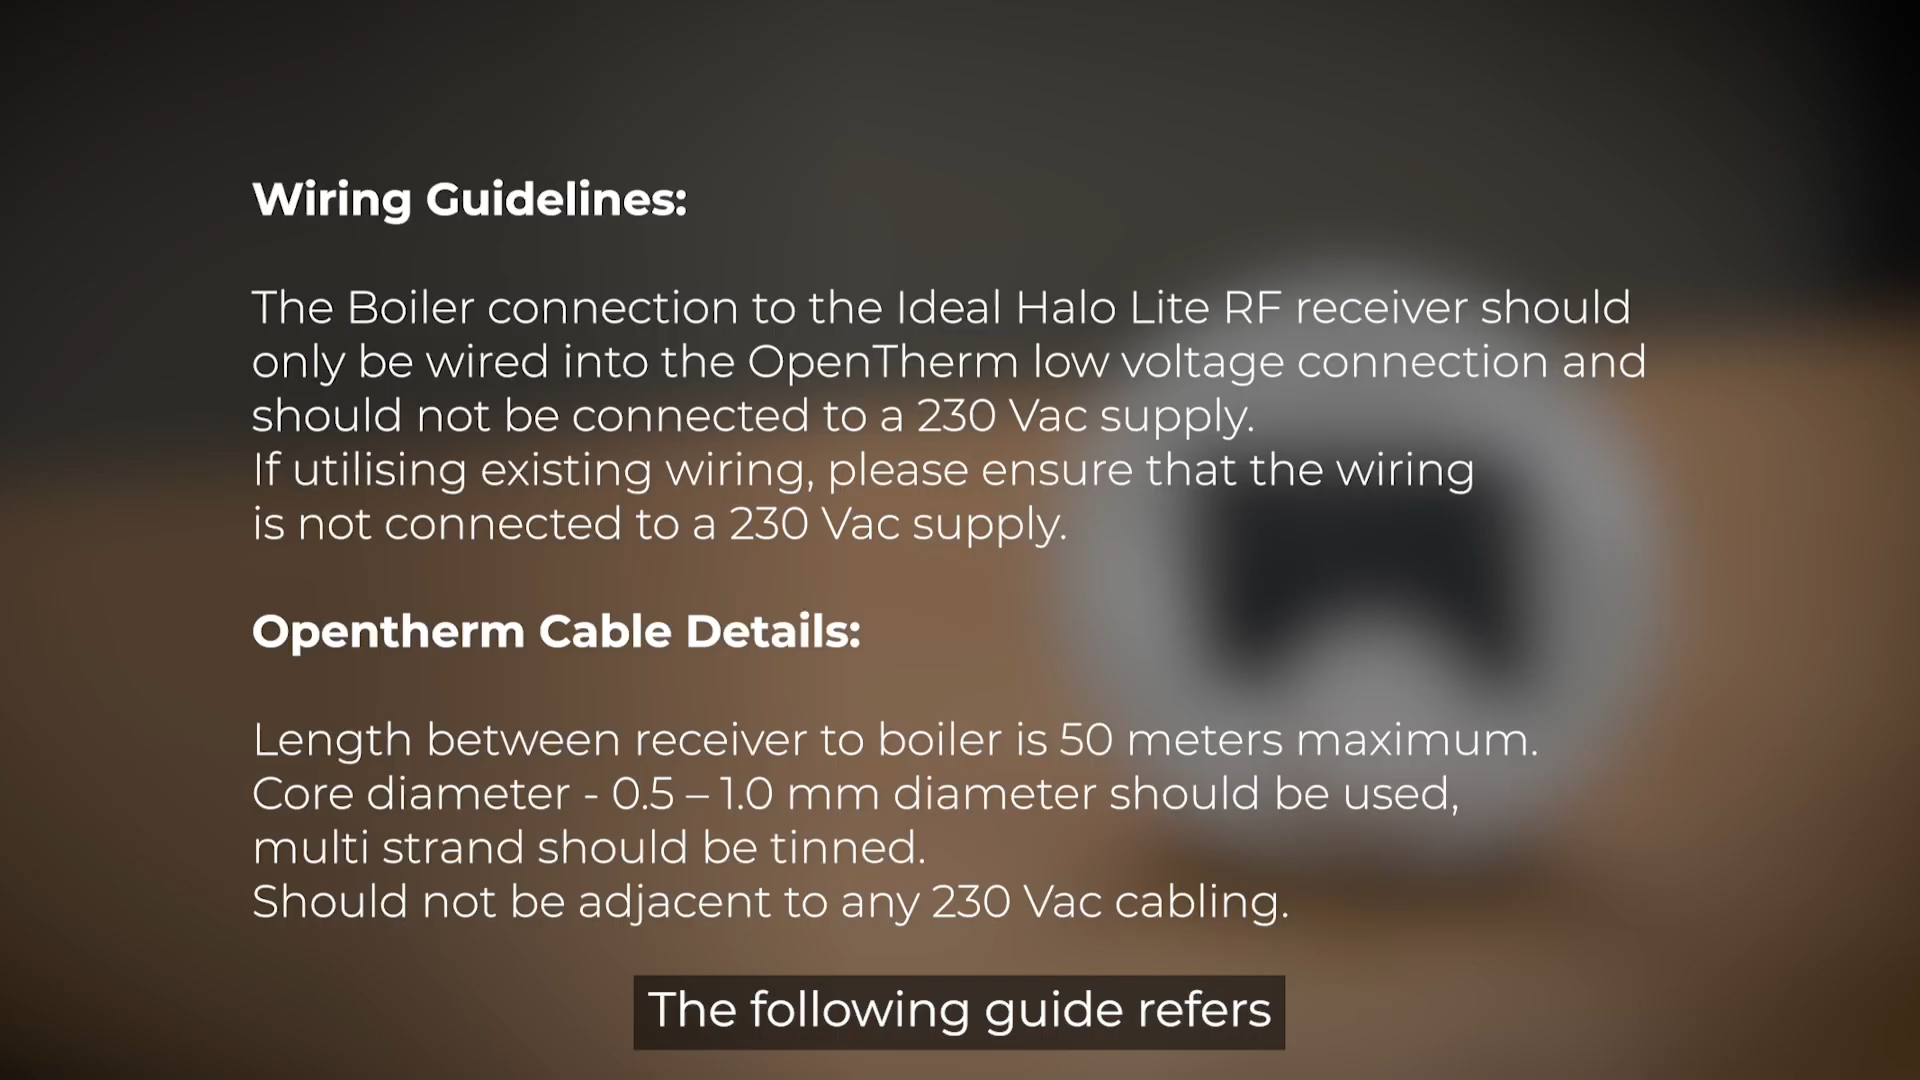 Wiring Guidelines:
The Boiler connection to the Ideal Halo Lite RF receiver should
only be wired into the OpenTherm low voltage connection and
should not be connected to a 230 Vac supply.
If utilising existing wiring, please ensure that the wiring
is not connected to a 230 Vac supply.
Opentherm Cable Details:
Length between receiver to boiler is 50 meters maximum.
Core diameter - 0.5 – 1.0 mm diameter should be used,
multi strand should be tinned.
Should not be adjacent to any 230 Vac cabling.
The following guide refers